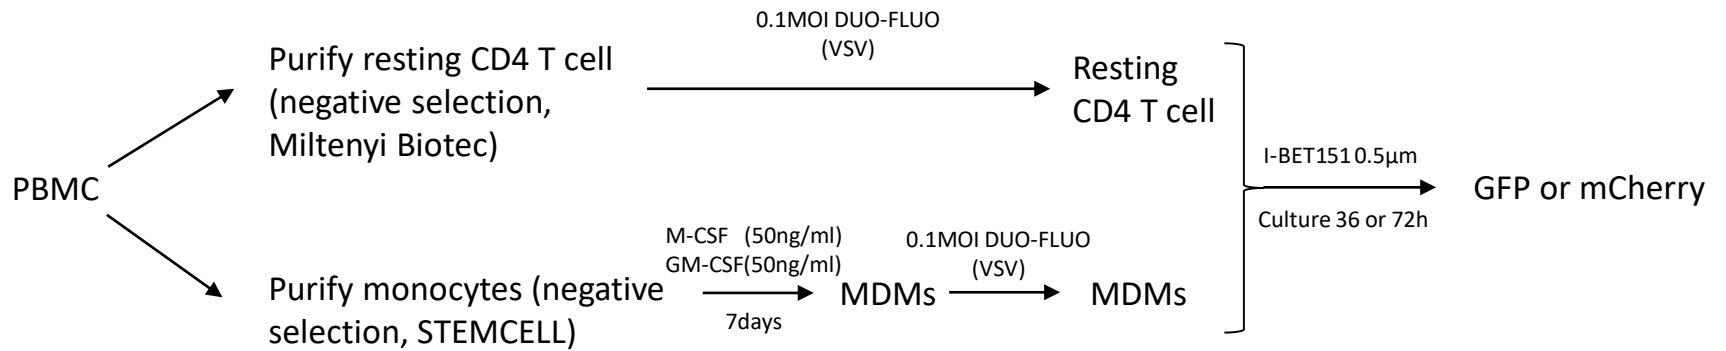 0.1MOI DUO-FLUO
(VSV)
Purify resting CD4 T cell
(negative selection,
Miltenyi Biotec)
Resting
CD4 T cell
PBMC
I-BET151 0.5μm
Culture 36 or 72h
GFP or mCherry
Purify monocytes (negative
selection, STEMCELL)
M-CSF (50ng/ml)
GM-CSF(50ng/ml)
7days
MDMs
0.1MOI DUO-FLUO
(VSV)
MDMs